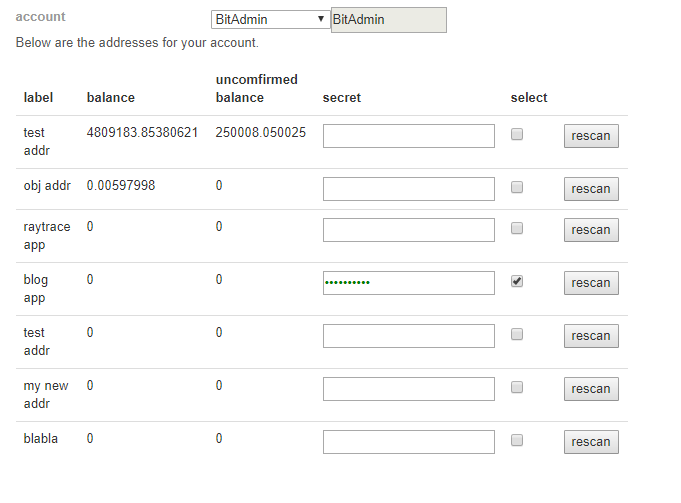 account BitAdmin BitAdmin
Below are the addresses for your account.
uncomfirmed
label balance balance secret select
test 4809183.85380621 250008.050025 rescan
addr
obj addr 0.00597998 0 rescan
raytrace 0 0 rescan
app
blog 0 0 •••••••••• rescan
app
test 0 0 rescan
addr
my new 0 0 rescan
addr
blabla 0 0 rescan